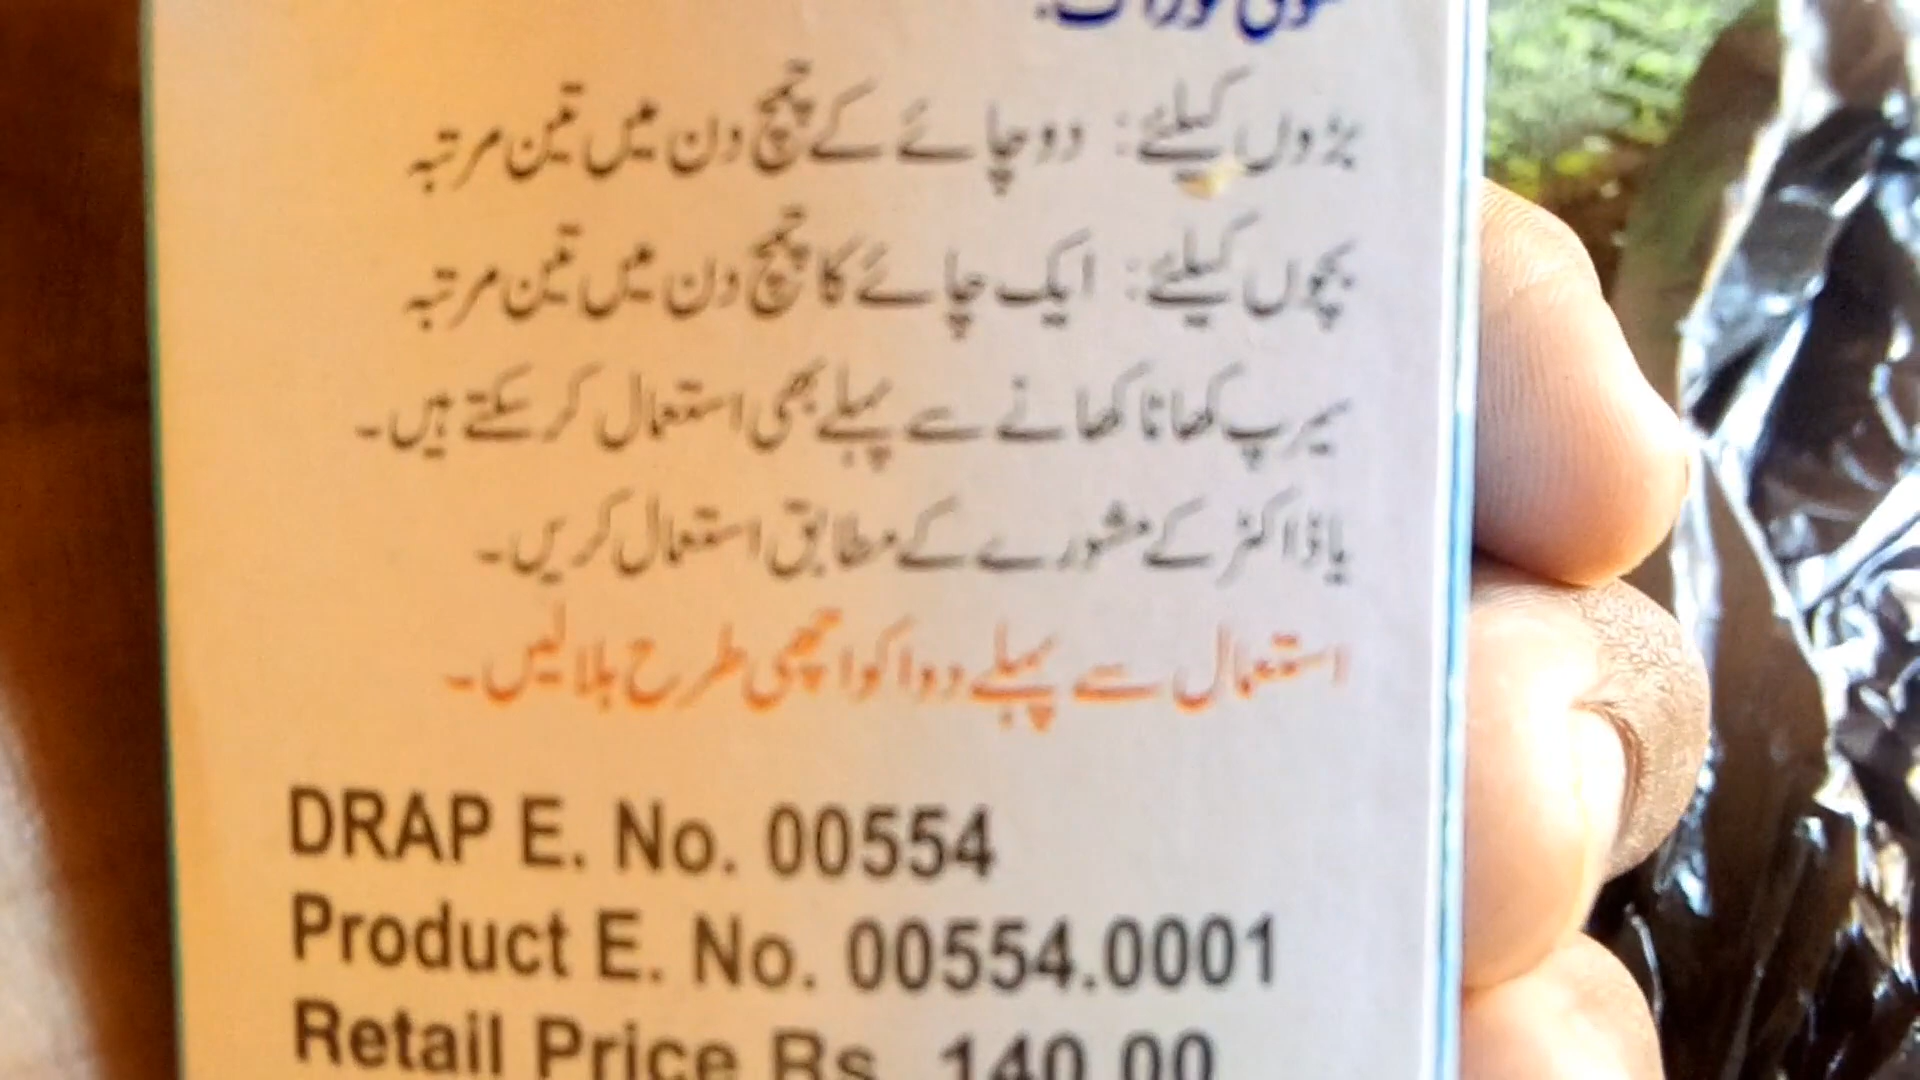 بڑوں کیلئے: دو چائے کے چمچ دن میں تین مرتبہ
بچوں کیلئے: ایک چائے کا چمچ دن میں تین مرتبہ
سیرپ کھانا کھانے سے پہلے بھی استعمال کر سکتے ہیں۔
یا ڈاکٹر کے مشورے کے مطابق استعمال کریں۔
استعمال سے پہلے دوا کو اچھی طرح ہلا لیں۔
DRAP E. No. 00554
Product E. No. 00554.0001
Retail Price Rs. 140.00